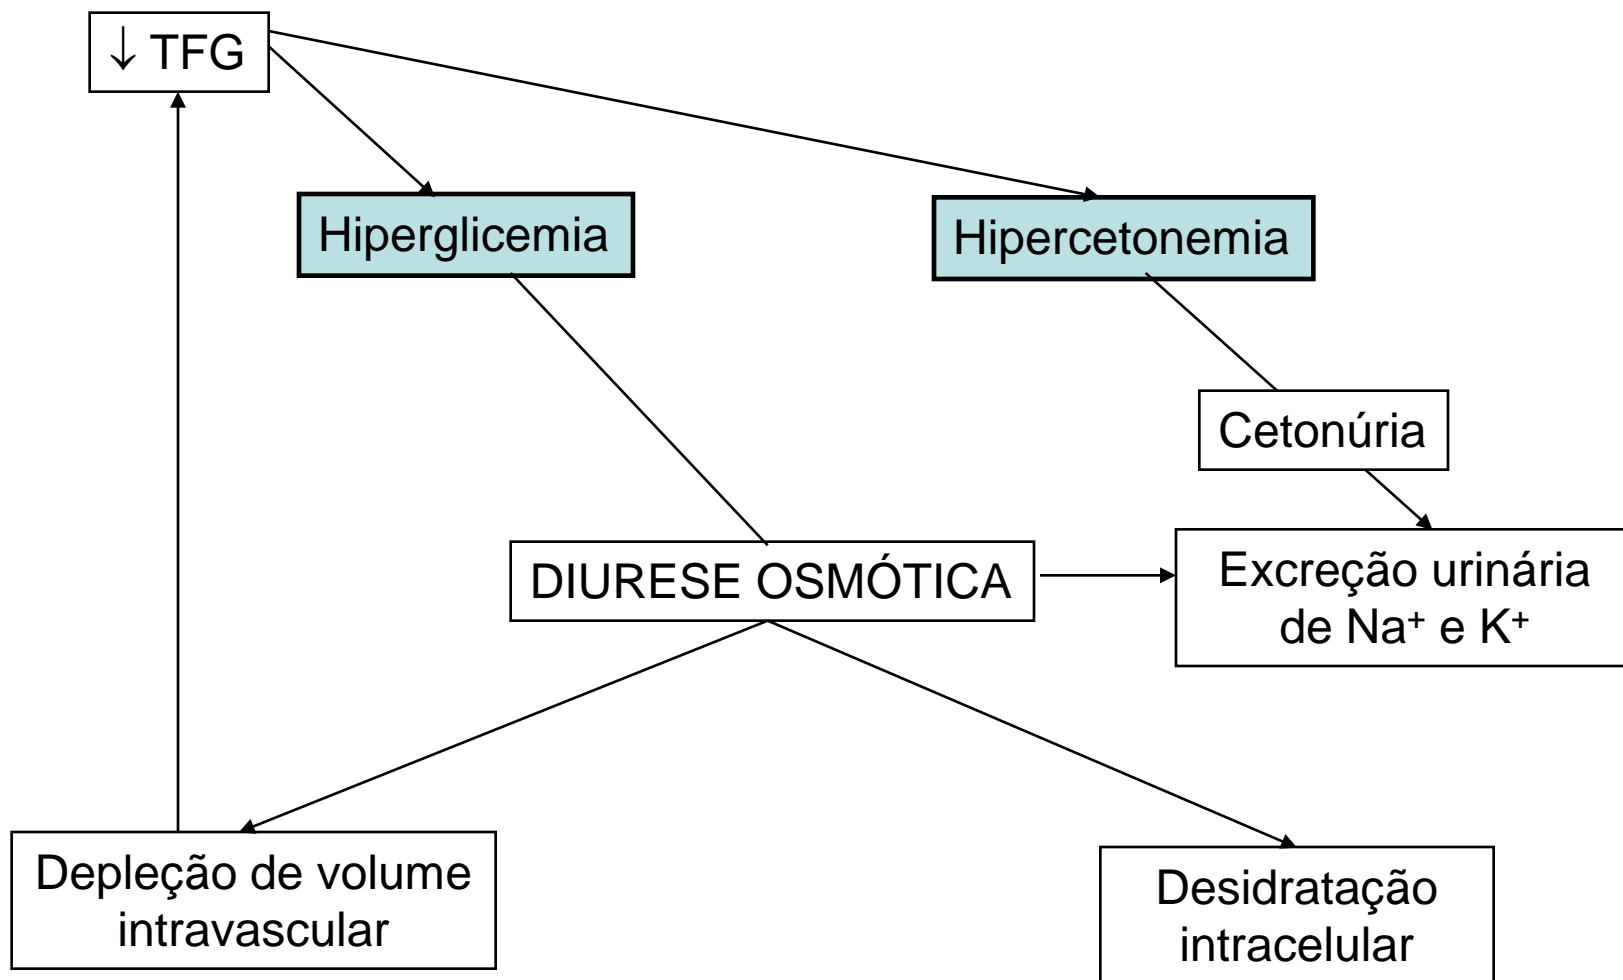 ↓ TFG
Hiperglicemia
Hipercetonemia
Cetonúria
DIURESE OSMÓTICA
Excreção urinária
de Na⁺ e K⁺
Depleção de volume
intravascular
Desidratação
intracelular